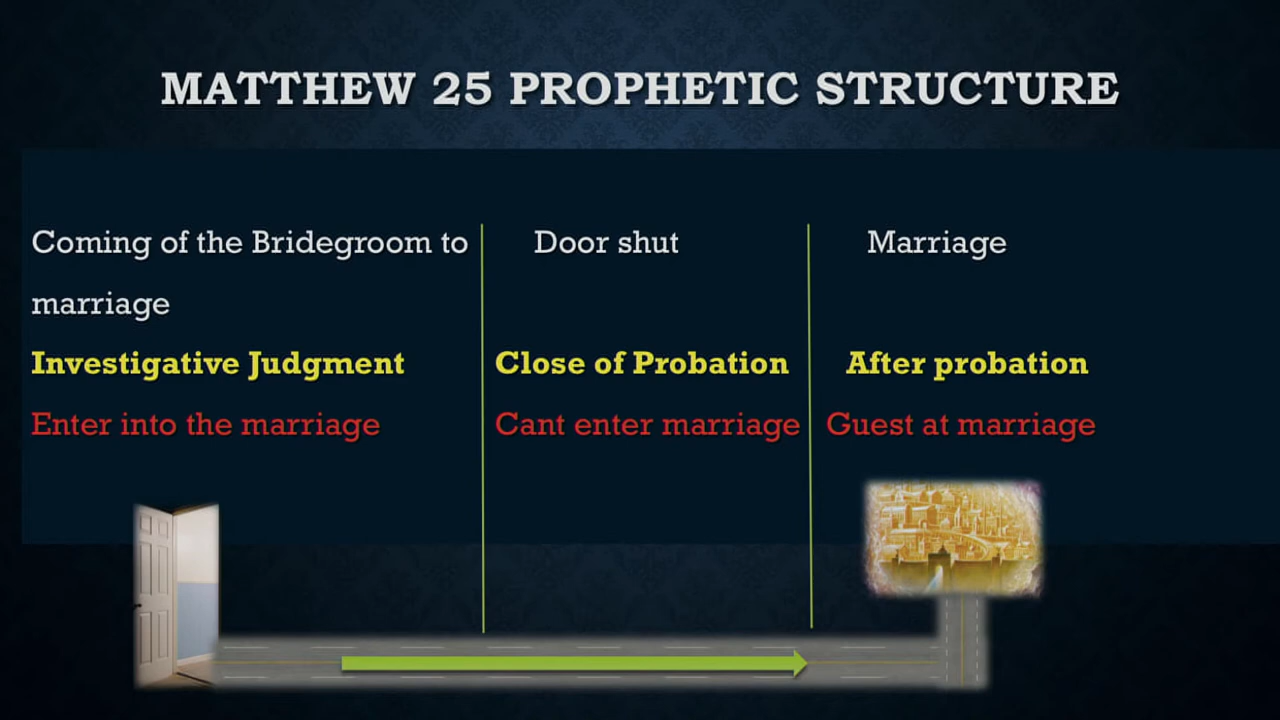 MATTHEW 25 PROPHETIC STRUCTURE
Coming of the Bridegroom to
marriage
Investigative Judgment
Enter into the marriage
Door shut
Close of Probation
Cant enter marriage
Marriage
After probation
Guest at marriage